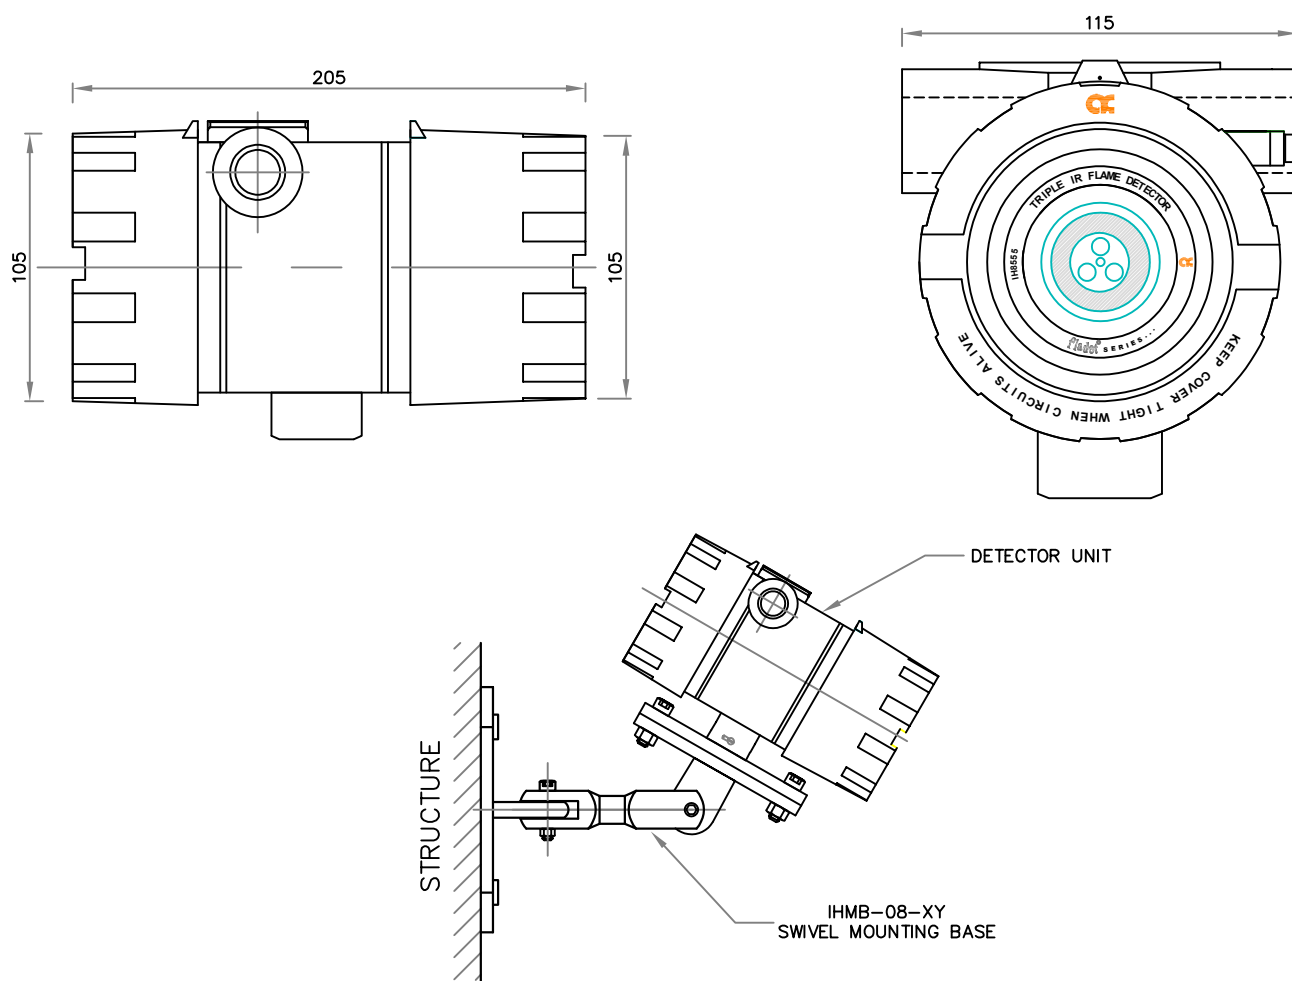 205
105
105
115
TRIPLE IR FLAME DETECTOR
IH8555
fladet® SERIES...
KEEP COVER TIGHT WHEN CIRCUITS ALIVE
DETECTOR UNIT
STRUCTURE
IHMB-08-XY
SWIVEL MOUNTING BASE